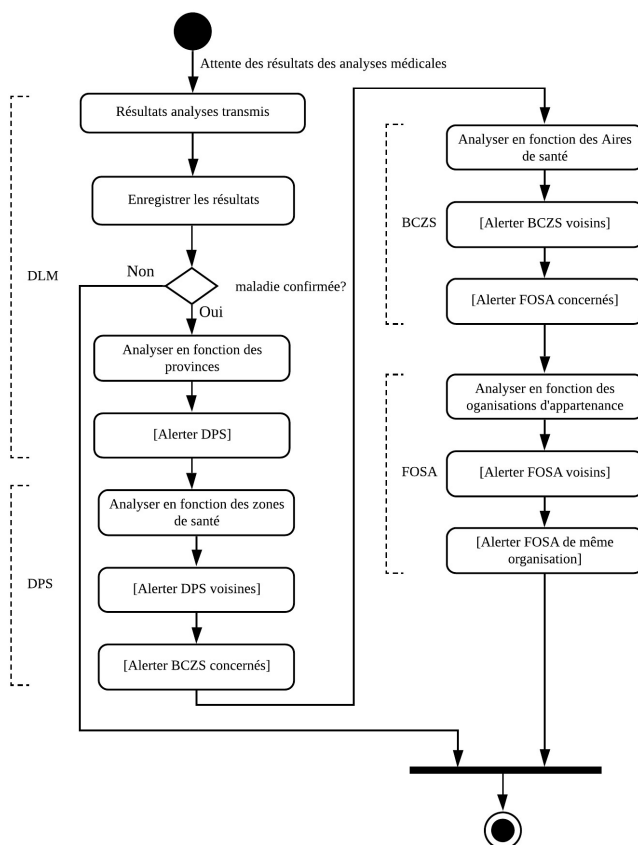 Attente des résultats des analyses médicales
Résultats analyses transmis
Enregistrer les résultats
Non
maladie confirmée?
DLM
Oui
Analyser en fonction des
provinces
[Alerter DPS]
Analyser en fonction des zones
de santé
DPS
[Alerter DPS voisines]
[Alerter BCZS concernés]
Analyser en fonction des Aires
de santé
BCZS
[Alerter BCZS voisins]
[Alerter FOSA concernés]
Analyser en fonction des
oganisations d'appartenance
FOSA
[Alerter FOSA voisins]
[Alerter FOSA de même
organisation]